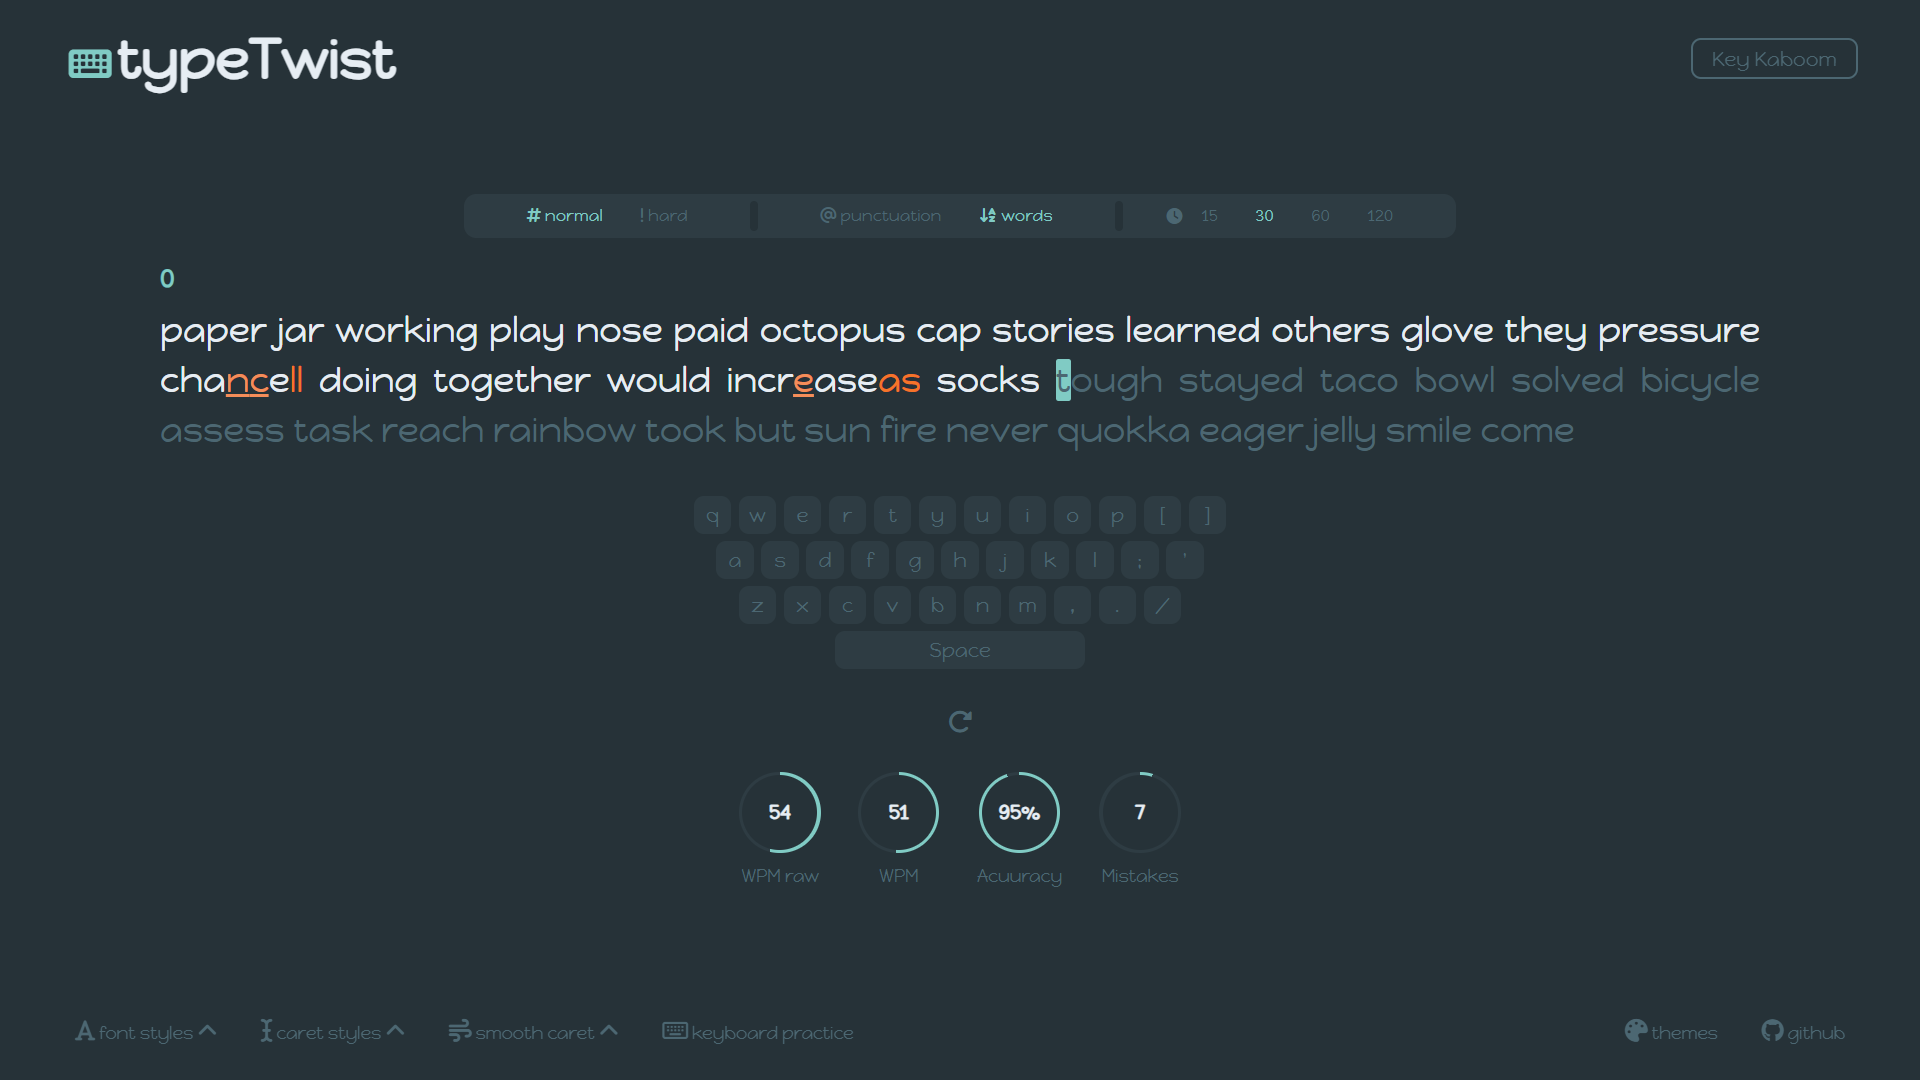 typeTwist
Key Kaboom
# normal ! hard @ punctuation words 15 30 60 120
0
paper jar working play nose paid octopus cap stories learned others glove they pressure
chancell doing together would increaseas socks tough stayed taco bowl solved bicycle
assess task reach rainbow took but sun fire never quokka eager jelly smile come
q w e r t y u i o p [ ]
a s d f g h j k l ; '
z x c v b n m , . /
Space
54 51 95% 7
WPM raw WPM Acuuracy Mistakes
font styles caret styles smooth caret keyboard practice themes github